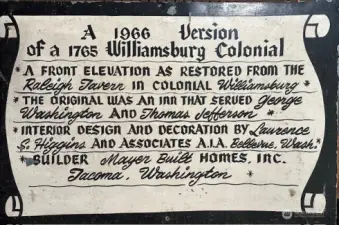 A 1966 Version
of a 1765 Williamsburg Colonial
* A FRONT ELEVATION AS RESTORED FROM THE
Raleigh Tavern IN COLONIAL Williamsburg *
* THE ORIGINAL WAS AN INN THAT SERVED George
Washington AND Thomas Jefferson *
* INTERIOR DESIGN AND DECORATION BY Laurence
S. Higgins AND ASSOCIATES A.I.A. Bellevue, Wash. *
* BUILDER Mayer Built HOMES, INC. *
Tacoma, Washington